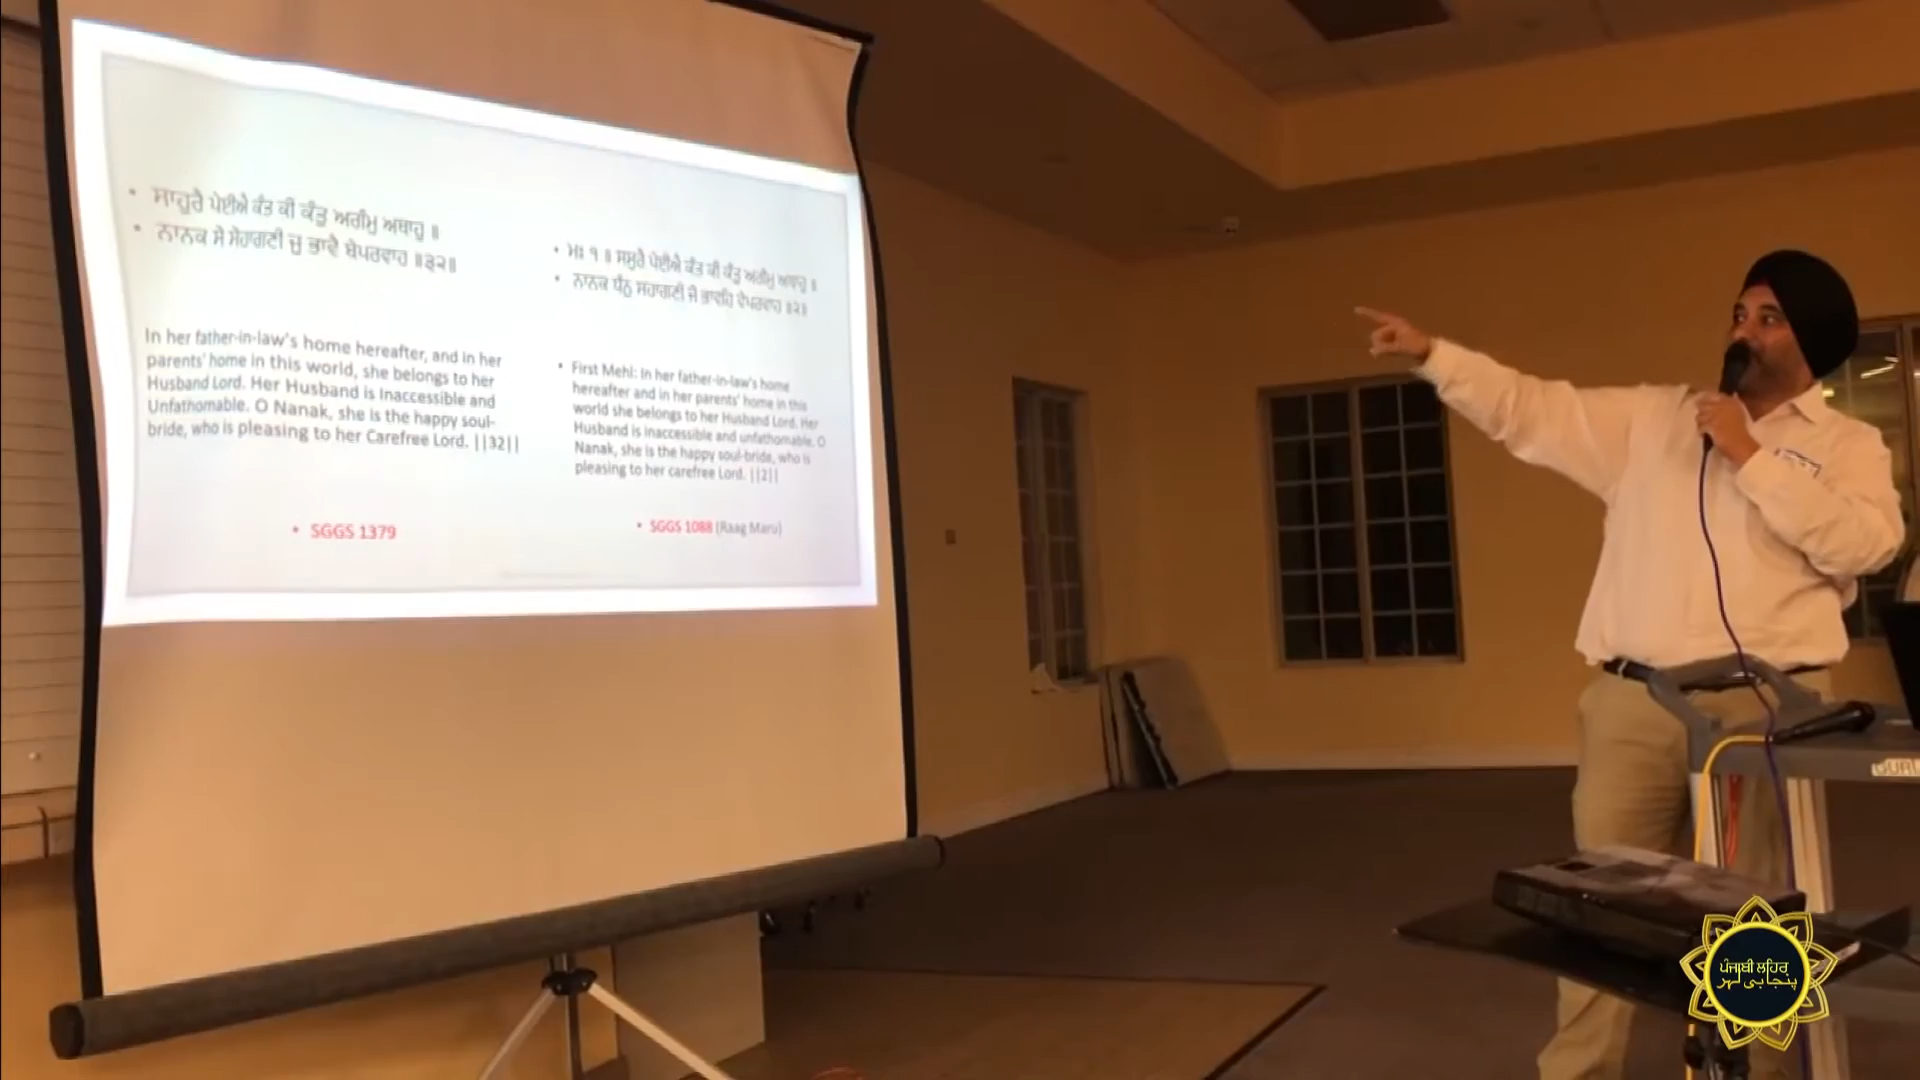 • ਸਾਹੁਰੈ ਪੇਈਐ ਕੰਤ ਕੀ ਕੰਤੁ ਅਗੰਮੁ ਅਥਾਹੁ ॥
• ਨਾਨਕ ਸੋ ਸੋਹਾਗਣੀ ਜੁ ਭਾਵੈ ਬੇਪਰਵਾਹ ॥੩੨॥
In her father-in-law's home hereafter, and in her
parents' home in this world, she belongs to her
Husband Lord. Her Husband is Inaccessible and
Unfathomable. O Nanak, she is the happy soul-
bride, who is pleasing to her Carefree Lord. ||32||
• SGGS 1379
• ਮਃ ੧ ॥ ਸਸੁਰੈ ਪੇਈਐ ਕੰਤ ਕੀ ਕੰਤੁ ਅਗੰਮੁ ਅਥਾਹੁ ॥
• ਨਾਨਕ ਧੰਨੁ ਸੋਹਾਗਣੀ ਜੋ ਭਾਵਹਿ ਵੇਪਰਵਾਹ ॥੨॥
• First Mehl: In her father-in-law's home
hereafter and in her parents' home in this
world she belongs to her Husband Lord. Her
Husband is inaccessible and unfathomable. O
Nanak, she is the happy soul-bride, who is
pleasing to her carefree Lord. ||2||
• SGGS 1088 (Raag Maru)
ਪੰਜਾਬੀ ਲਹਿਰ
پنجابی لہر